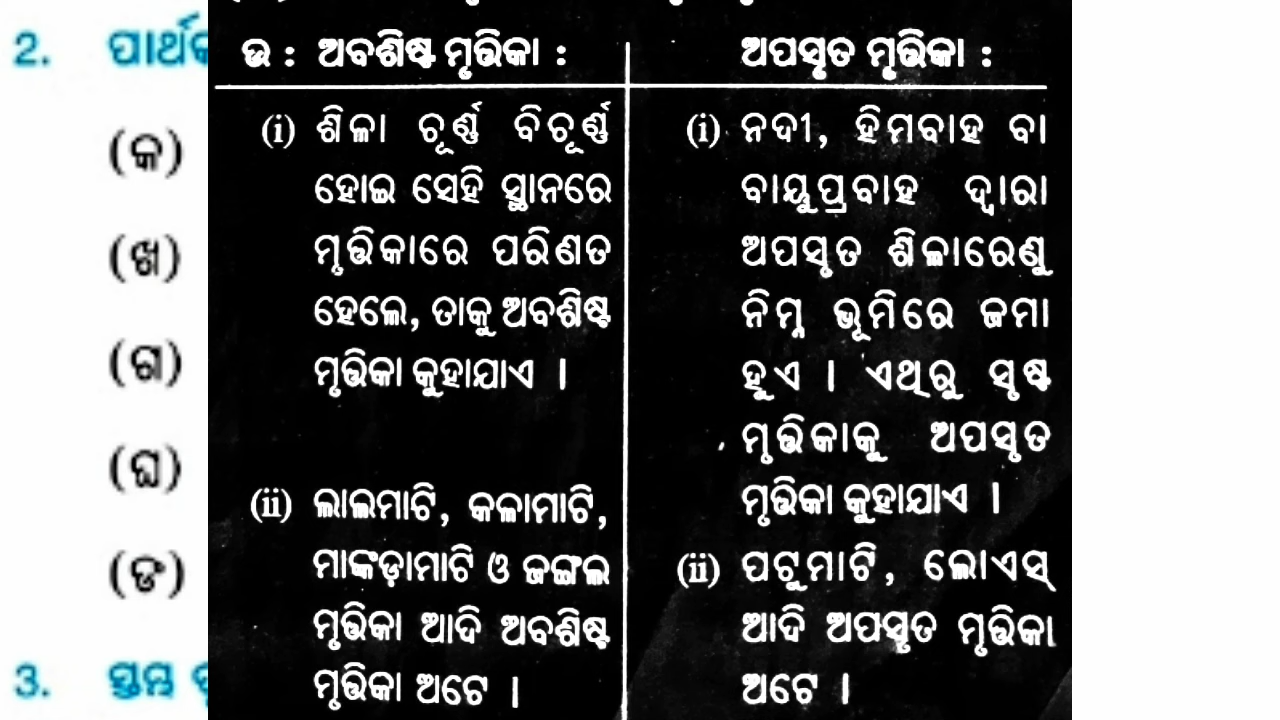 2. ପାର୍ଥକ
(କ)
(ଖ)
(ଗ)
(ଘ)
(ଙ)
3. ସ୍ତମ୍ଭ
ଉ : ଅବଶିଷ୍ଟ ମୃତ୍ତିକା :
(i) ଶିଳା ଚୂର୍ଣ୍ଣ ବିଚୂର୍ଣ୍ଣ
ହୋଇ ସେହି ସ୍ଥାନରେ
ମୃତ୍ତିକାରେ ପରିଣତ
ହେଲେ, ତାକୁ ଅବଶିଷ୍ଟ
ମୃତ୍ତିକା କୁହାଯାଏ ।
(ii) ଲାଲମାଟି, କଳାମାଟି,
ମାଙ୍କଡ଼ାମାଟି ଓ ଜଙ୍ଗଲ
ମୃତ୍ତିକା ଆଦି ଅବଶିଷ୍ଟ
ମୃତ୍ତିକା ଅଟେ ।
ଅପସୃତ ମୃତ୍ତିକା :
(i) ନଦୀ, ହିମବାହ ବା
ବାୟୁପ୍ରବାହ ଦ୍ୱାରା
ଅପସୃତ ଶିଳାରେଣୁ
ନିମ୍ନ ଭୂମିରେ ଜମା
ହୁଏ । ଏଥିରୁ ସୃଷ୍ଟ
ମୃତ୍ତିକାକୁ ଅପସୃତ
ମୃତ୍ତିକା କୁହାଯାଏ ।
(ii) ପଟୁମାଟି, ଲୋଏସ୍
ଆଦି ଅପସୃତ ମୃତ୍ତିକା
ଅଟେ ।